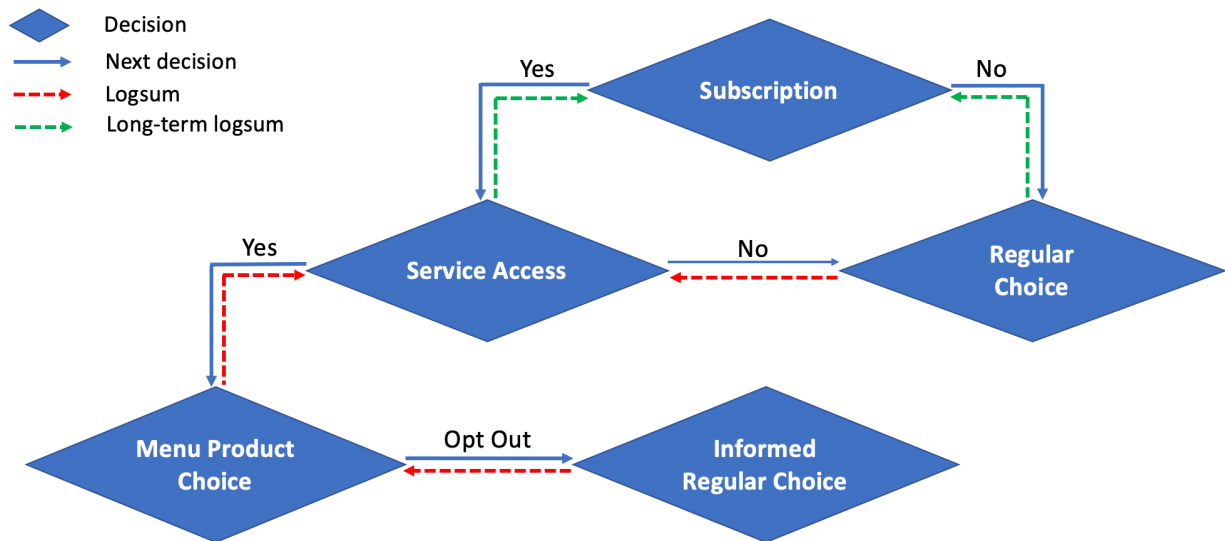 Decision
Next decision
Logsum
Long-term logsum
Yes
Subscription
No
Yes
Service Access
No
Regular
Choice
Menu Product
Choice
Opt Out
Informed
Regular Choice